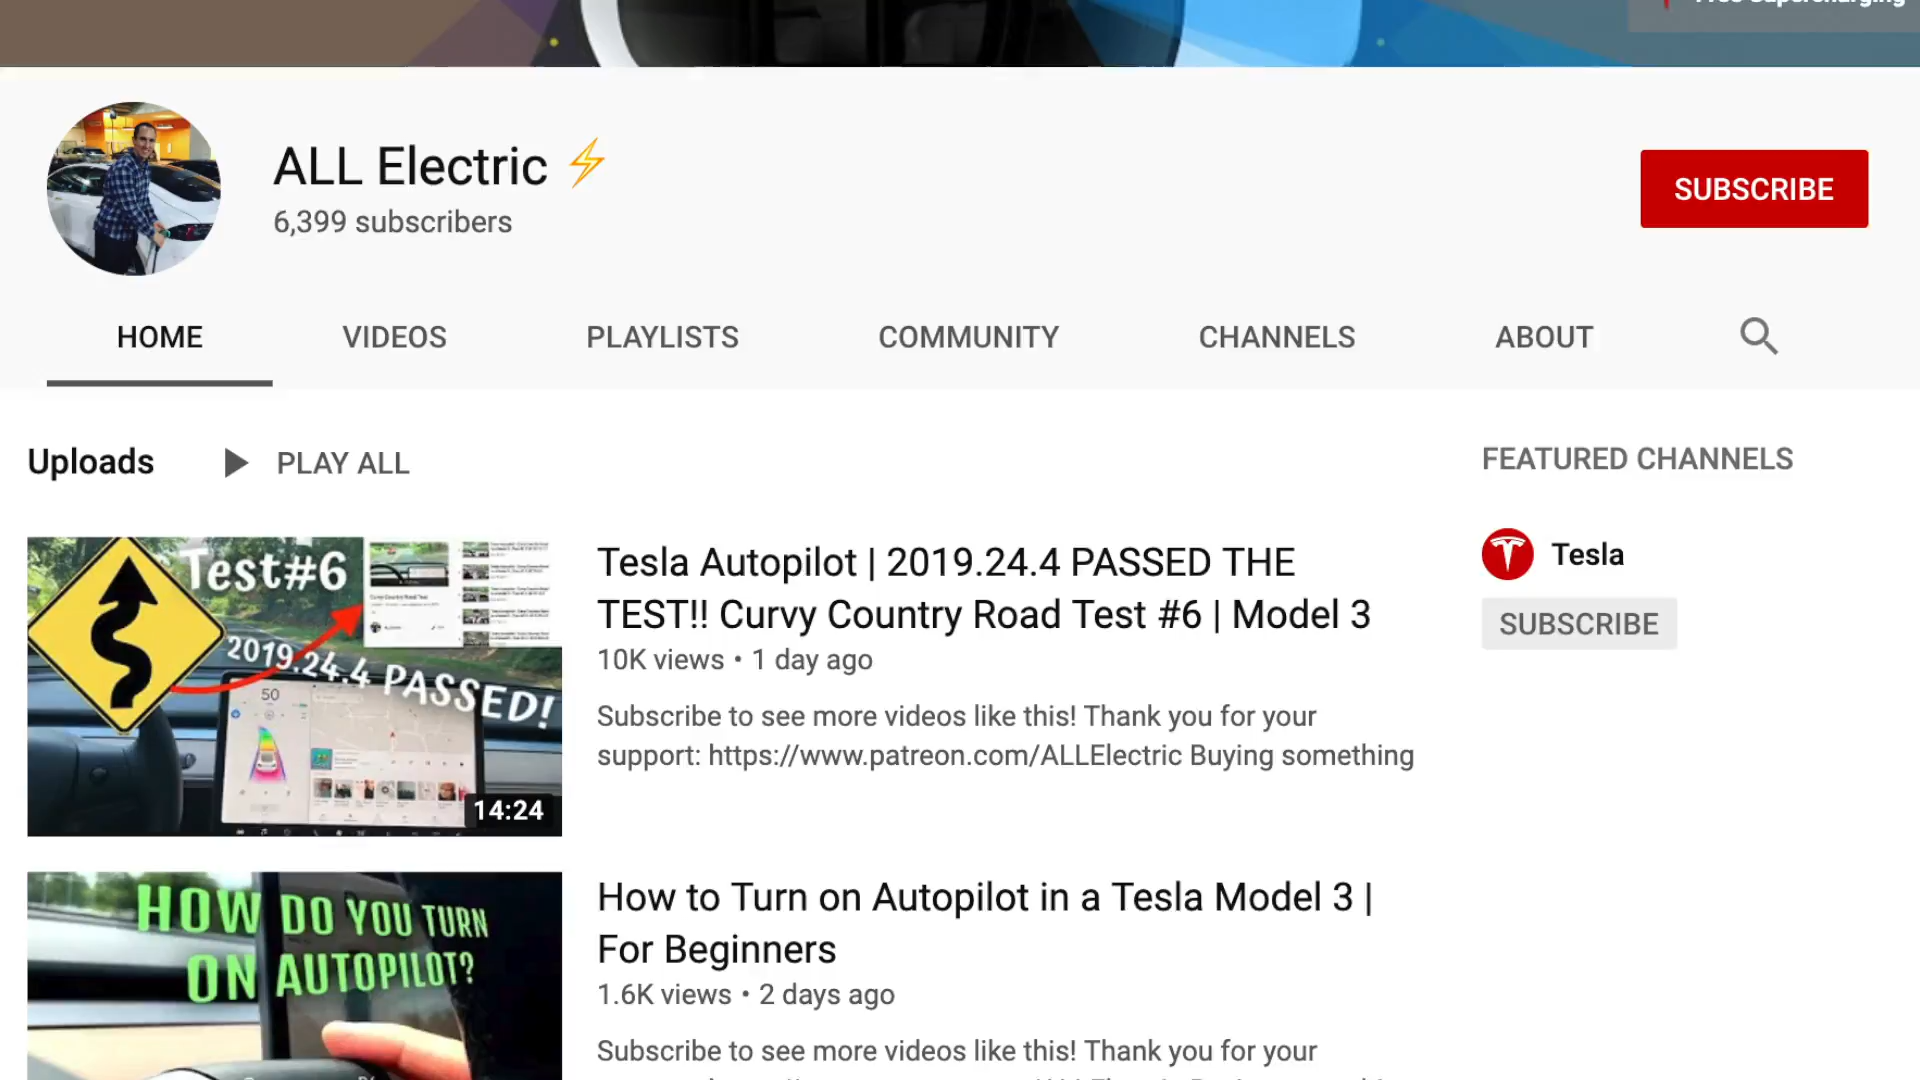 Free Supercharging
ALL Electric ⚡
6,399 subscribers
SUBSCRIBE
HOME
VIDEOS
PLAYLISTS
COMMUNITY
CHANNELS
ABOUT
Uploads
PLAY ALL
FEATURED CHANNELS
Test#6
2019.24.4 PASSED!
50
14:24
Tesla Autopilot | 2019.24.4 PASSED THE
TEST!! Curvy Country Road Test #6 | Model 3
10K views • 1 day ago
Subscribe to see more videos like this! Thank you for your
support: https://www.patreon.com/ALLElectric Buying something
Tesla
SUBSCRIBE
HOW DO YOU TURN
ON AUTOPILOT?
How to Turn on Autopilot in a Tesla Model 3 |
For Beginners
1.6K views • 2 days ago
Subscribe to see more videos like this! Thank you for your